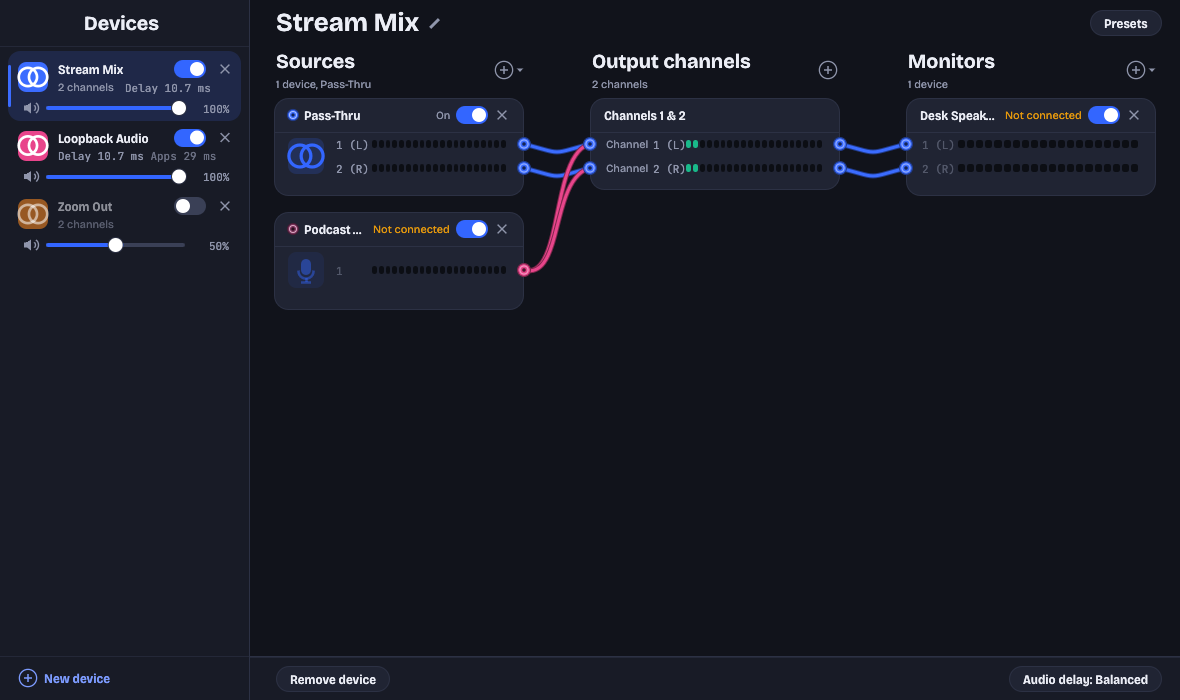 Devices
Stream Mix
2 channels Delay 10.7 ms
100%
Loopback Audio
Delay 10.7 ms Apps 29 ms
100%
Zoom Out
2 channels
50%
New device
Stream Mix
Presets
Sources
1 device, Pass-Thru
Pass-Thru On
1 (L)
2 (R)
Podcast ... Not connected
1
Output channels
2 channels
Channels 1 & 2
Channel 1 (L)
Channel 2 (R)
Monitors
1 device
Desk Speak... Not connected
1 (L)
2 (R)
Remove device
Audio delay: Balanced